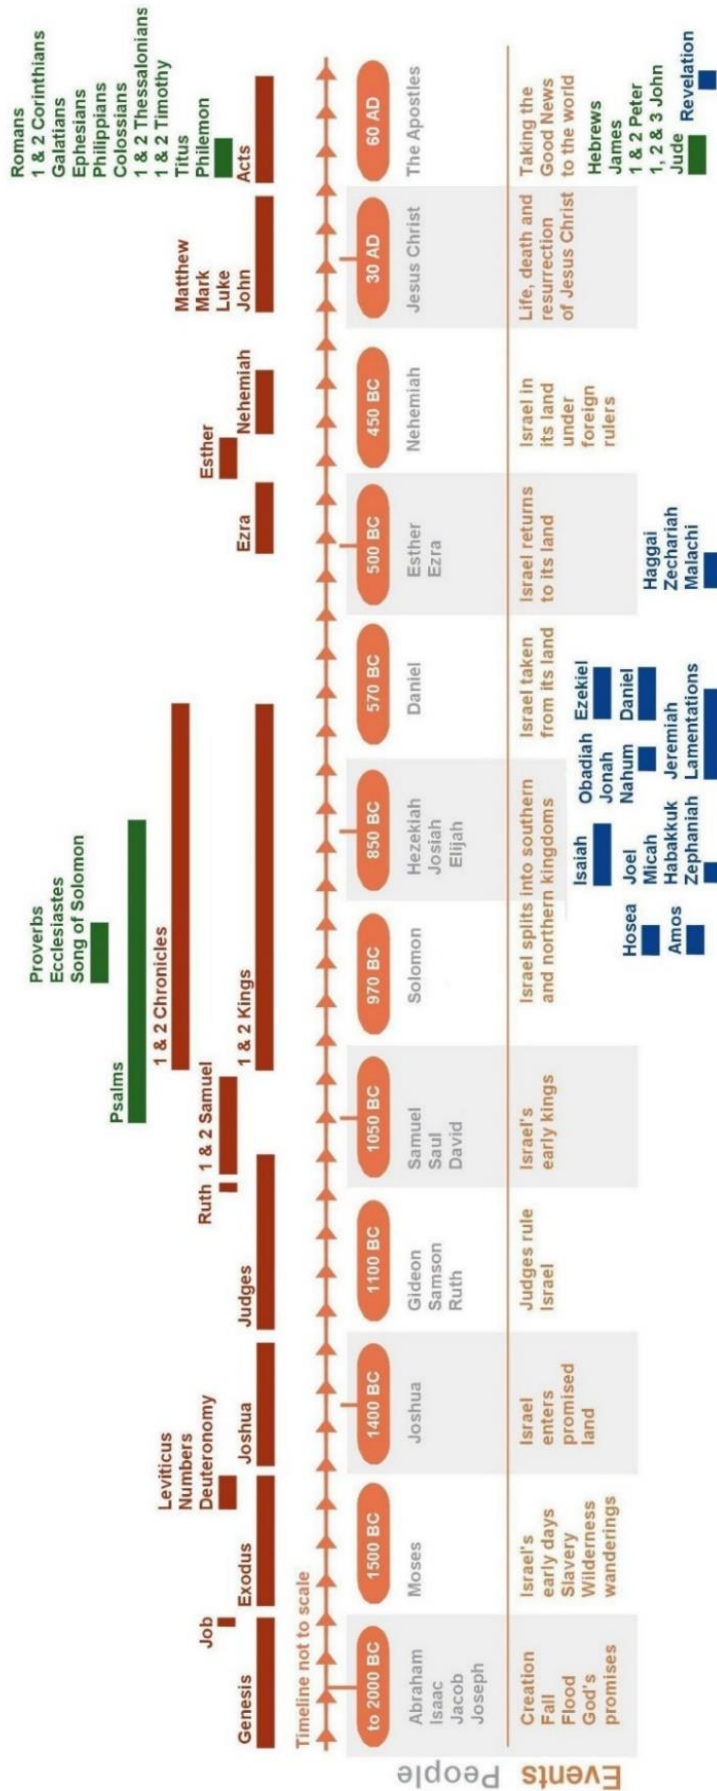 Proverbs
Ecclesiastes
Song of Solomon
Psalms
1 & 2 Chronicles
Romans
1 & 2 Corinthians
Galatians
Ephesians
Philippians
Colossians
1 & 2 Thessalonians
1 & 2 Timothy
Titus
Philemon
Leviticus
Numbers
Deuteronomy
Matthew
Mark
Luke
John
Job
Ruth
1 & 2 Samuel
Esther
Genesis
Exodus
Joshua
Judges
1 & 2 Kings
Ezra
Nehemiah
Acts
Timeline not to scale
to 2000 BC
1500 BC
1400 BC
1100 BC
1050 BC
970 BC
850 BC
570 BC
500 BC
450 BC
30 AD
60 AD
People
Abraham
Isaac
Jacob
Joseph
Moses
Joshua
Gideon
Samson
Ruth
Samuel
Saul
David
Solomon
Hezekiah
Josiah
Elijah
Daniel
Esther
Ezra
Nehemiah
Jesus Christ
The Apostles
Events
Creation
Fall
Flood
God's
promises
Israel's
early days
Slavery
Wilderness
wanderings
Israel
enters
promised
land
Judges rule
Israel
Israel's
early kings
Israel splits into southern
and northern kingdoms
Israel taken
from its land
Israel returns
to its land
Israel in
its land
under
foreign
rulers
Life, death and
resurrection
of Jesus Christ
Taking the
Good News
to the world
Hosea
Amos
Isaiah
Joel
Micah
Habakkuk
Zephaniah
Obadiah
Jonah
Nahum
Jeremiah
Lamentations
Ezekiel
Daniel
Haggai
Zechariah
Malachi
Hebrews
James
1 & 2 Peter
1, 2 & 3 John
Jude
Revelation